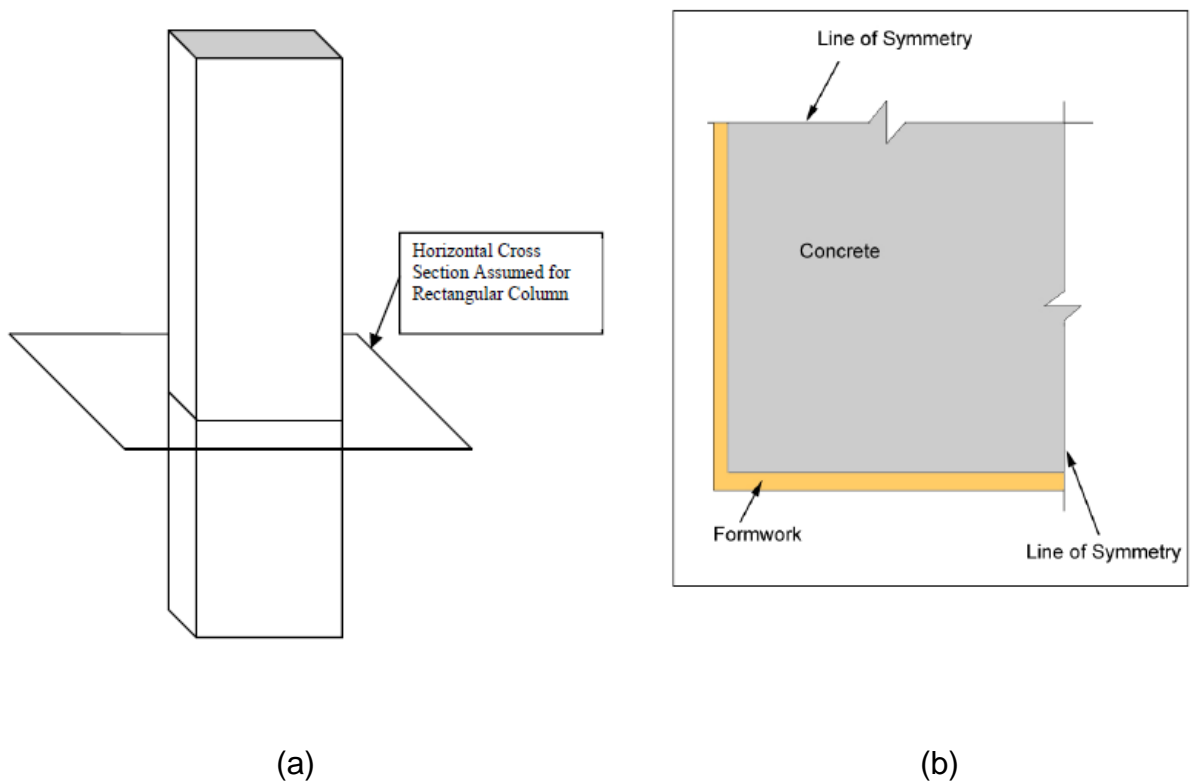 Horizontal Cross
Section Assumed for
Rectangular Column
Line of Symmetry
Concrete
Formwork
Line of Symmetry
(a)
(b)